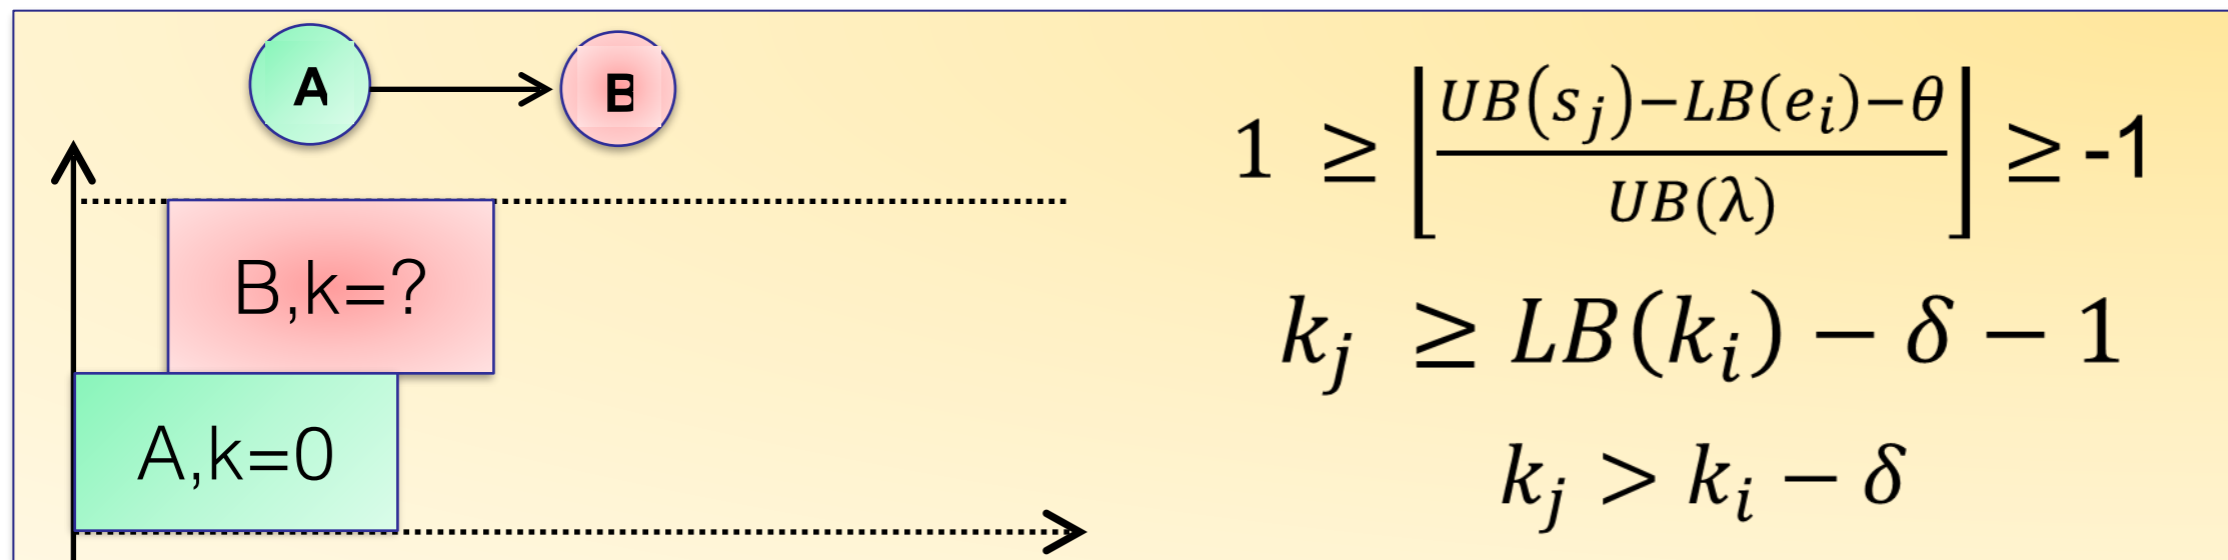 A
B
B,k=?
A,k=0
1 ≥ ⌊(UB(s_j)−LB(e_i)−θ)/UB(λ)⌋ ≥ -1
k_j ≥ LB(k_i) − δ − 1
k_j > k_i − δ